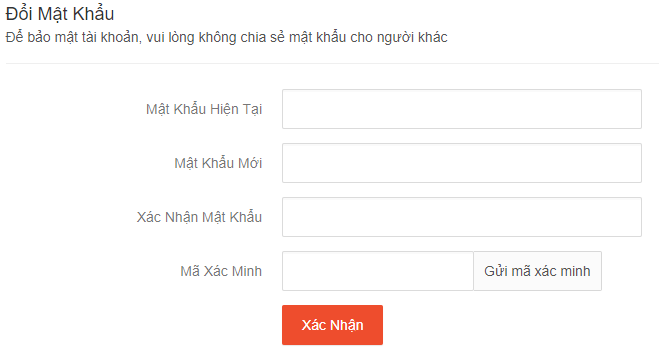 Đổi Mật Khẩu
Để bảo mật tài khoản, vui lòng không chia sẻ mật khẩu cho người khác
Mật Khẩu Hiện Tại
Mật Khẩu Mới
Xác Nhận Mật Khẩu
Mã Xác Minh
Gửi mã xác minh
Xác Nhận